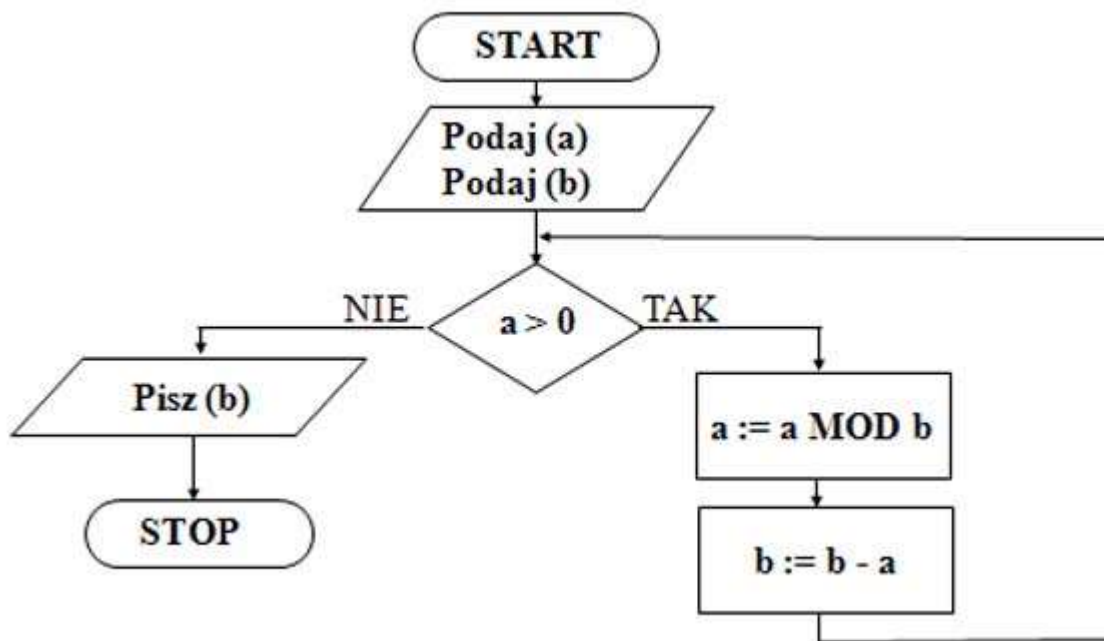 START
Podaj (a)
Podaj (b)
NIE
a > 0
TAK
Pisz (b)
a := a MOD b
STOP
b := b - a